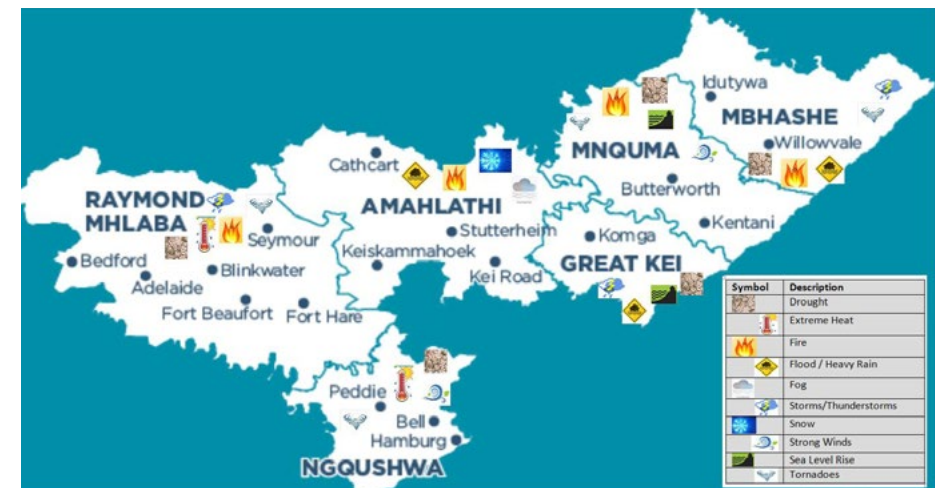 Idutywa
MBHASHE
Willowvale
MNQUMA
Butterworth
Kentani
Cathcart
AMAHLATHI
Stutterheim
Keiskammahoek
Kei Road
Komga
GREAT KEI
RAYMOND
MHLABA
Seymour
Bedford
Blinkwater
Adelaide
Fort Beaufort
Fort Hare
Peddie
Bell
Hamburg
NGQUSHWA
Symbol Description
Drought
Extreme Heat
Fire
Flood / Heavy Rain
Fog
Storms/Thunderstorms
Snow
Strong Winds
Sea Level Rise
Tornadoes